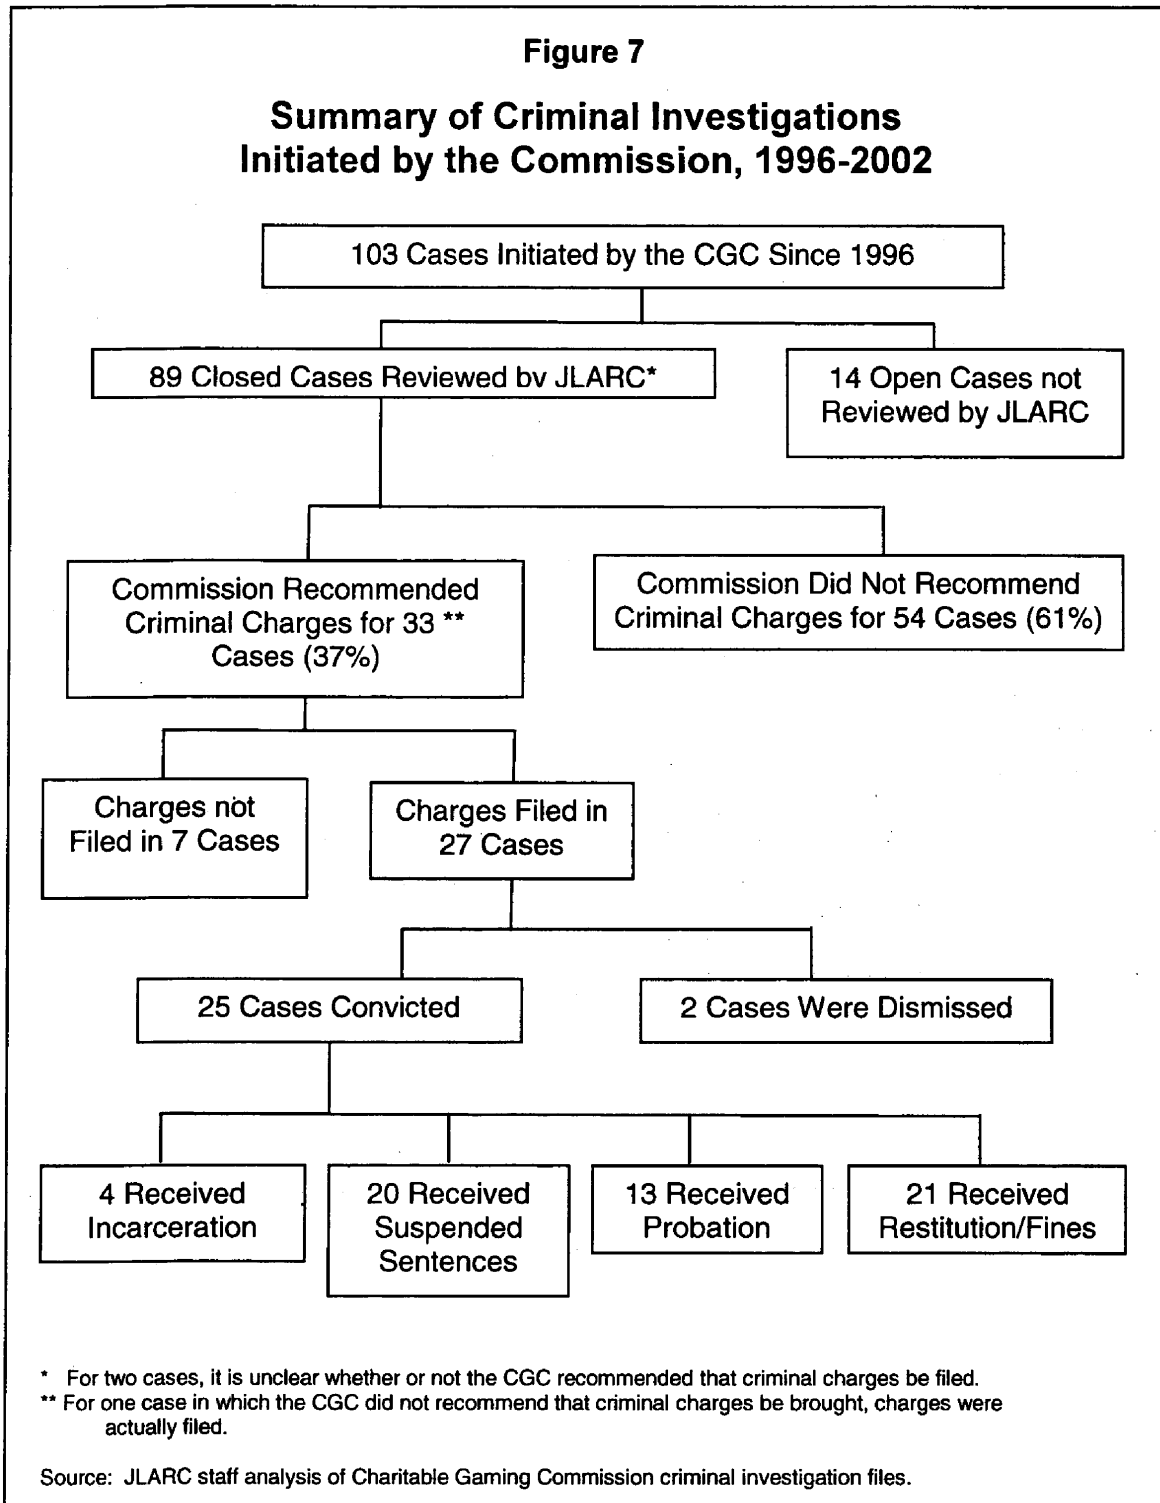 Figure 7
Summary of Criminal Investigations
Initiated by the Commission, 1996-2002
103 Cases Initiated by the CGC Since 1996
89 Closed Cases Reviewed by JLARC*
14 Open Cases not
Reviewed by JLARC
Commission Recommended
Criminal Charges for 33 **
Cases (37%)
Commission Did Not Recommend
Criminal Charges for 54 Cases (61%)
Charges not
Filed in 7 Cases
Charges Filed in
27 Cases
25 Cases Convicted
2 Cases Were Dismissed
4 Received
Incarceration
20 Received
Suspended
Sentences
13 Received
Probation
21 Received
Restitution/Fines
* For two cases, it is unclear whether or not the CGC recommended that criminal charges be filed.
** For one case in which the CGC did not recommend that criminal charges be brought, charges were
actually filed.
Source: JLARC staff analysis of Charitable Gaming Commission criminal investigation files.